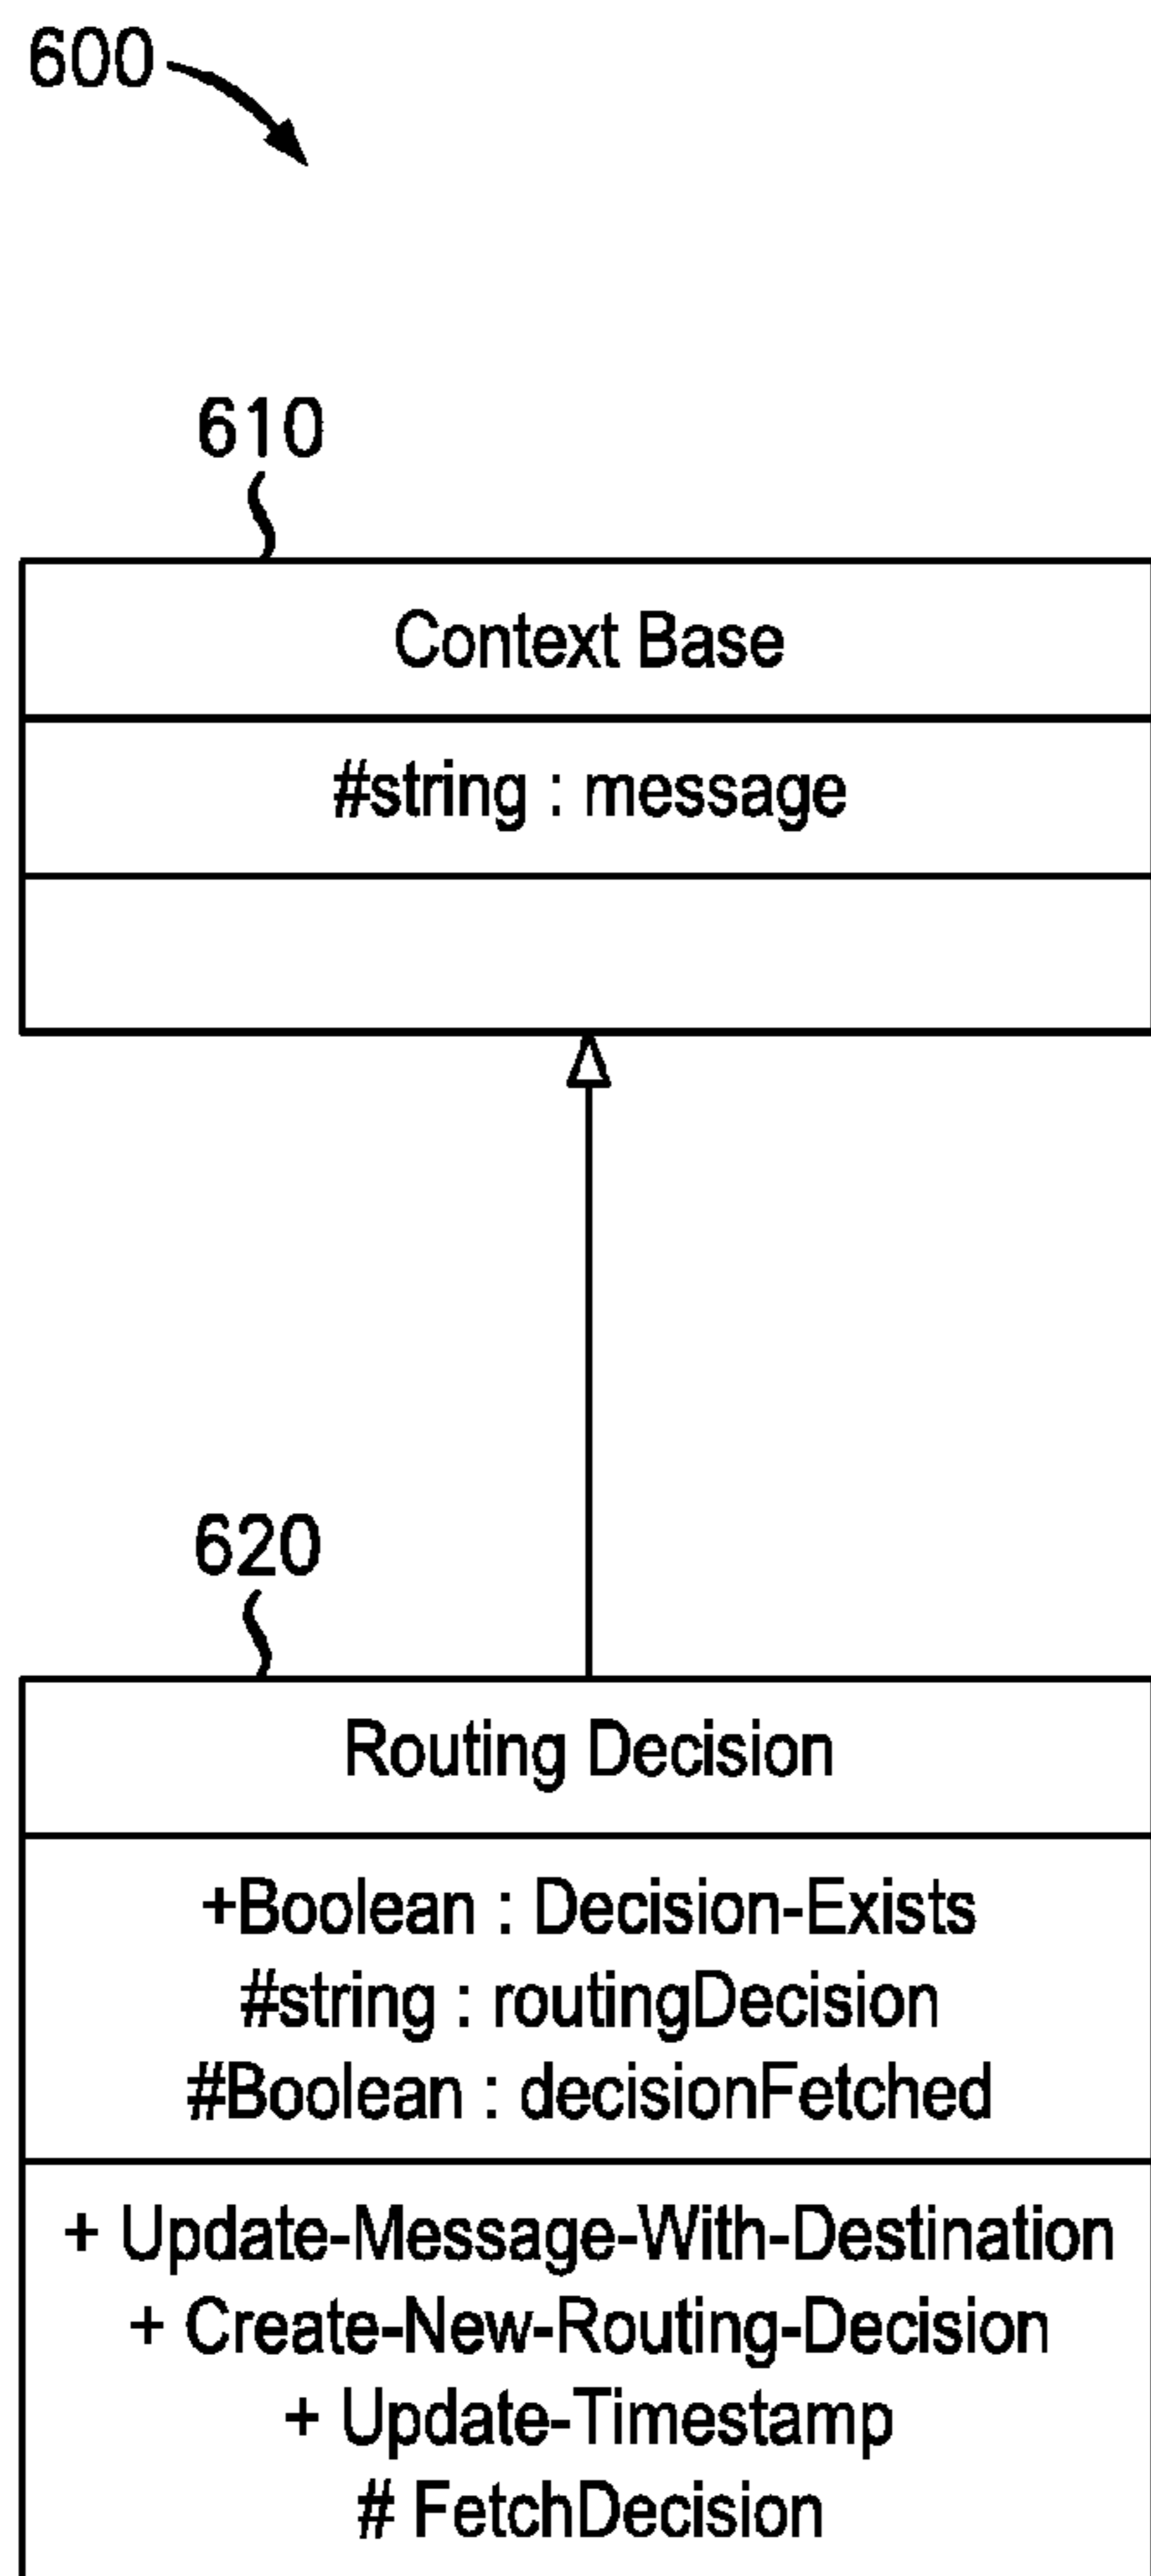 600
610
Context Base
#string : message
620
Routing Decision
+Boolean : Decision-Exists
#string : routingDecision
#Boolean : decisionFetched
+ Update-Message-With-Destination
+ Create-New-Routing-Decision
+ Update-Timestamp
# FetchDecision